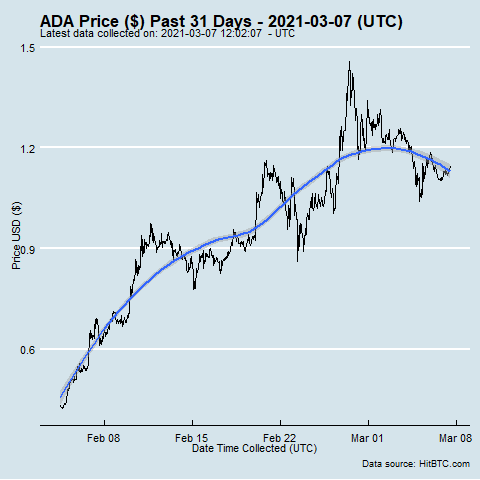 ADA Price ($) Past 31 Days - 2021-03-07 (UTC)
Latest data collected on: 2021-03-07 12:02:07 - UTC
Price USD ($)
1.5
1.2
0.9
0.6
Feb 08 Feb 15 Feb 22 Mar 01 Mar 08
Date Time Collected (UTC)
Data source: HitBTC.com